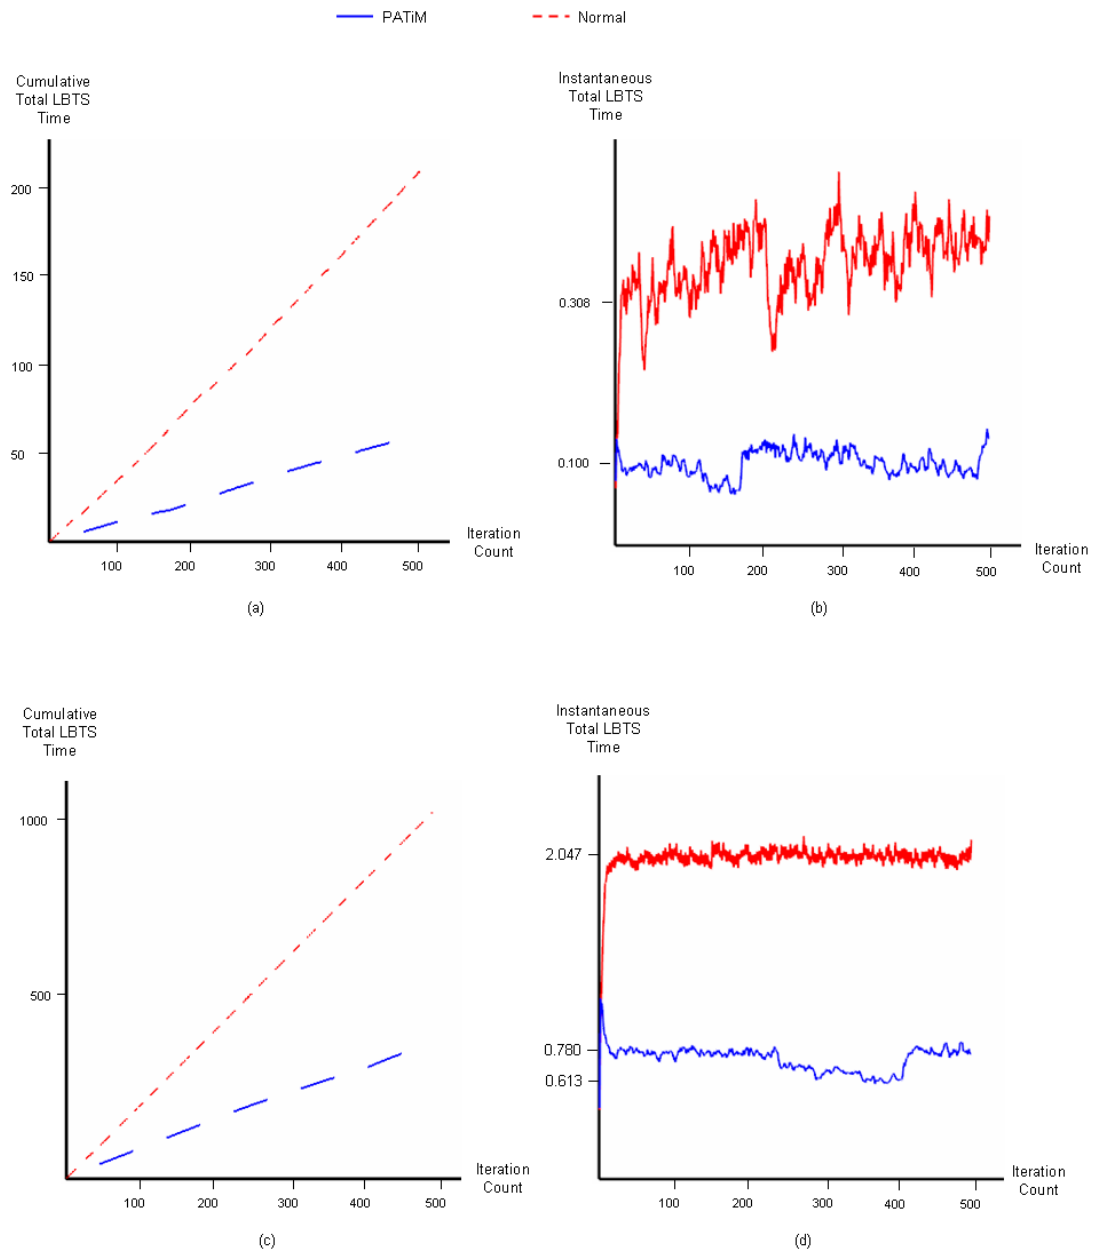 PATiM
Normal
Cumulative
Total LBTS
Time
200
150
100
50
100
200
300
400
500
Iteration
Count
(a)
Instantaneous
Total LBTS
Time
0.308
0.100
100
200
300
400
500
Iteration
Count
(b)
Cumulative
Total LBTS
Time
1000
500
100
200
300
400
500
Iteration
Count
(c)
Instantaneous
Total LBTS
Time
2.047
0.780
0.613
100
200
300
400
500
Iteration
Count
(d)